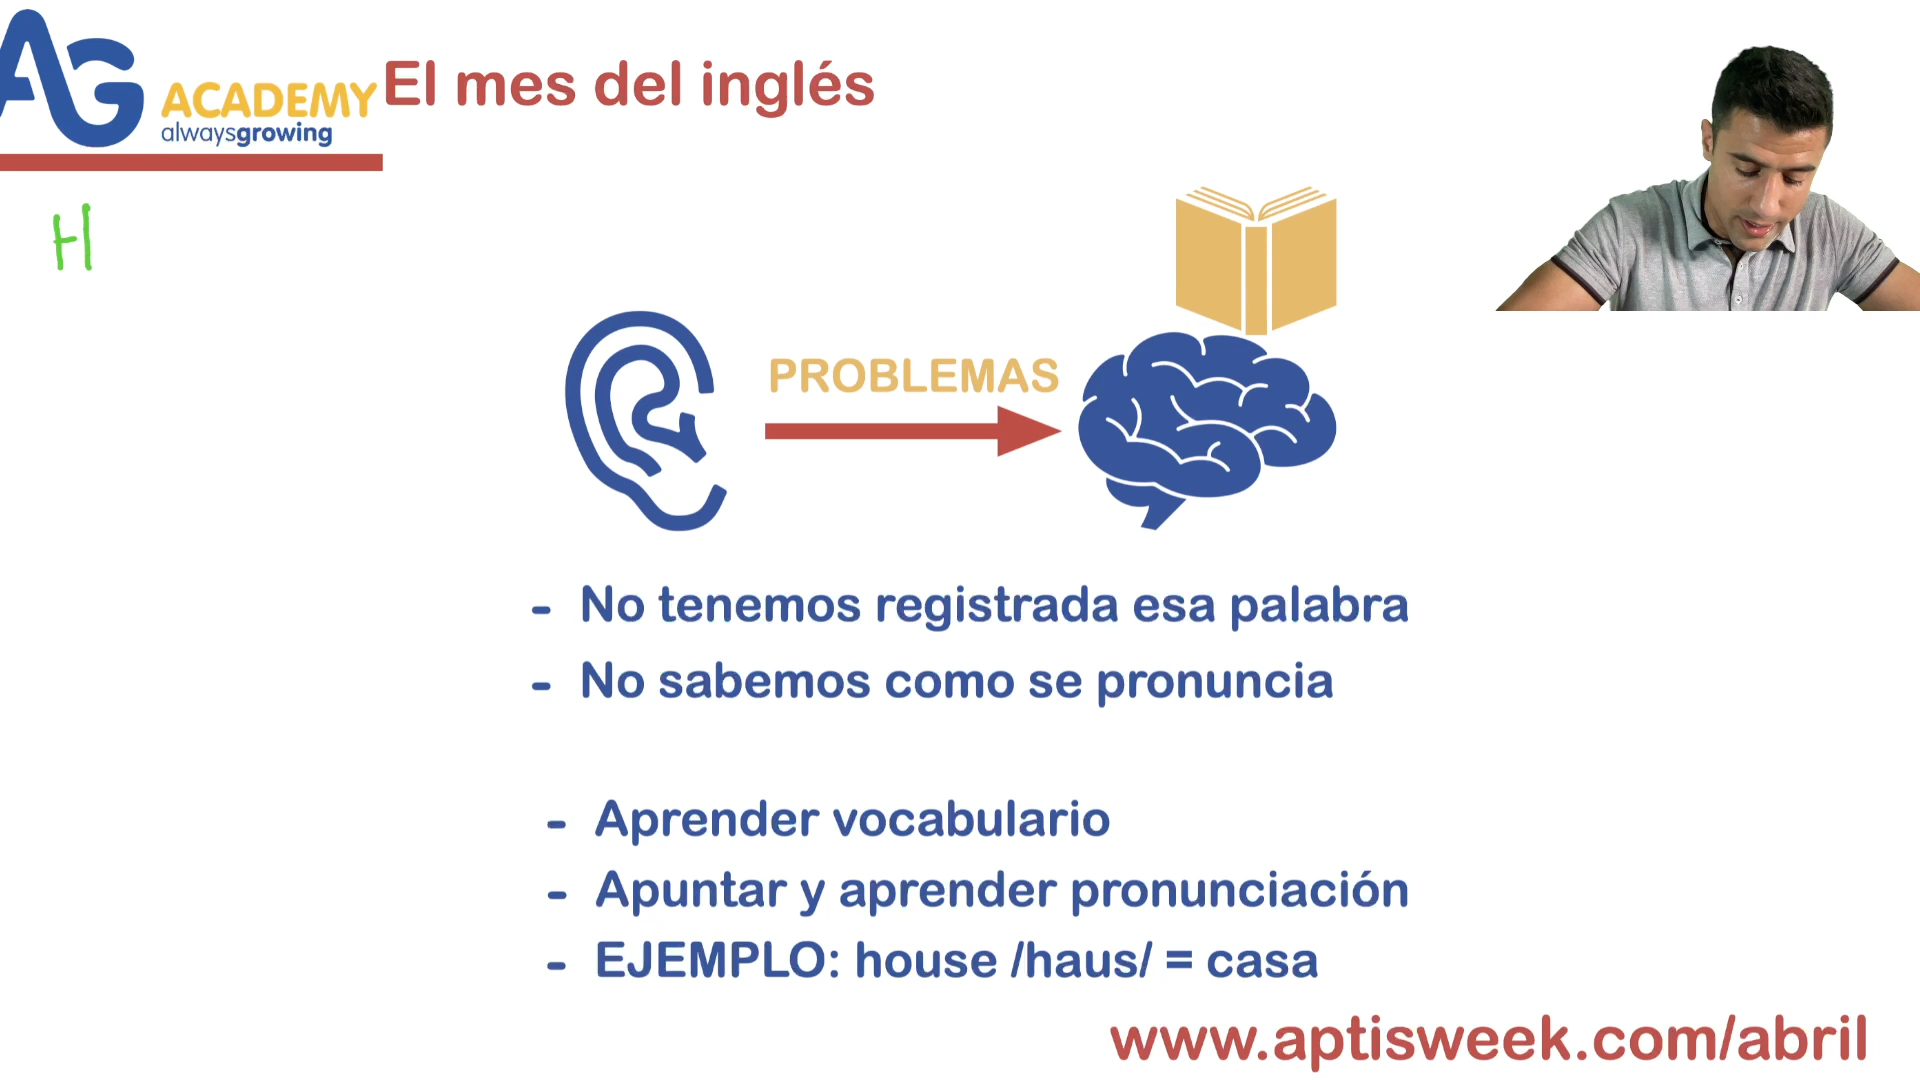 AG
ACADEMY
alwaysgrowing
El mes del inglés
H
PROBLEMAS
- No tenemos registrada esa palabra
- No sabemos como se pronuncia
- Aprender vocabulario
- Apuntar y aprender pronunciación
- EJEMPLO: house /haus/ = casa
www.aptisweek.com/abril